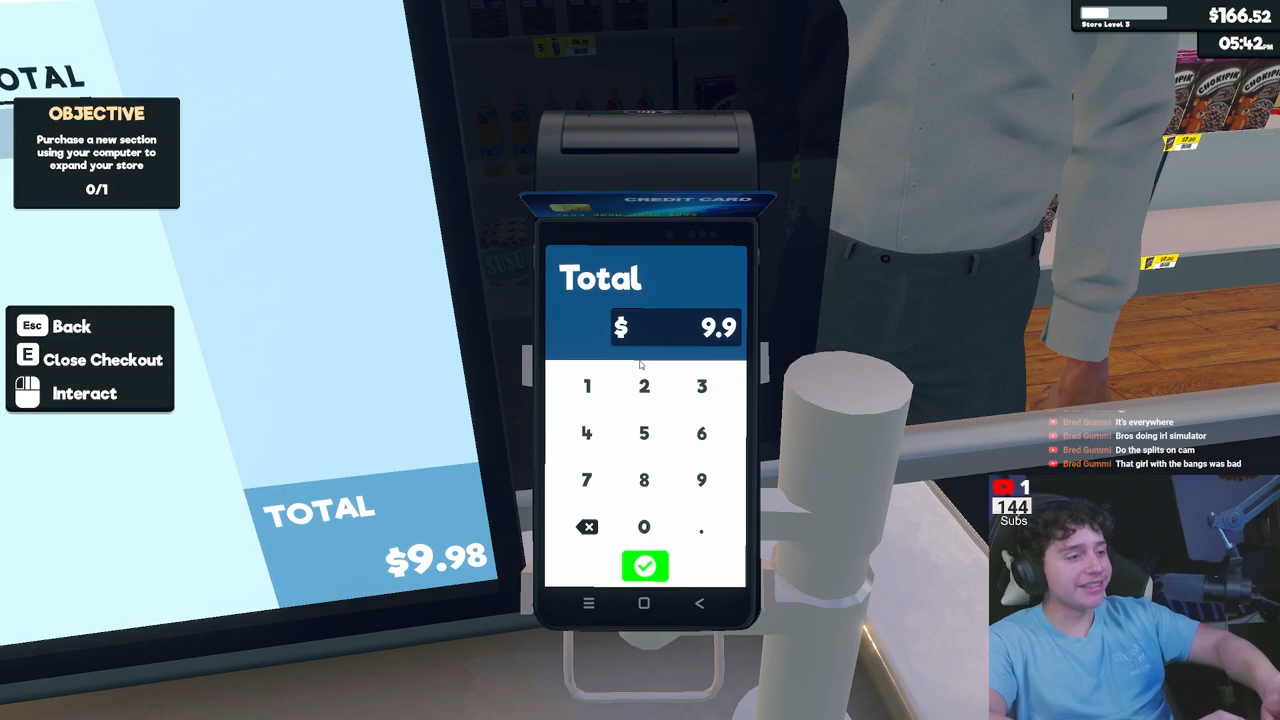 OTAL
OBJECTIVE
Purchase a new section
using your computer to
expand your store
0/1
Esc Back
E Close Checkout
Interact
TOTAL
$9.98
CREDIT CARD
Total
$ 9.9
1 2 3
4 5 6
7 8 9
0 .
$166.52
Store Level 3
05:42PM
CHOKIPIK
CHOKIPIK
SUSU
Bred Gummi It's everywhere
Bred Gummi Bros doing irl simulator
Bred Gummi Do the splits on cam
Bred Gummi That girl with the bangs was bad
1
144
Subs